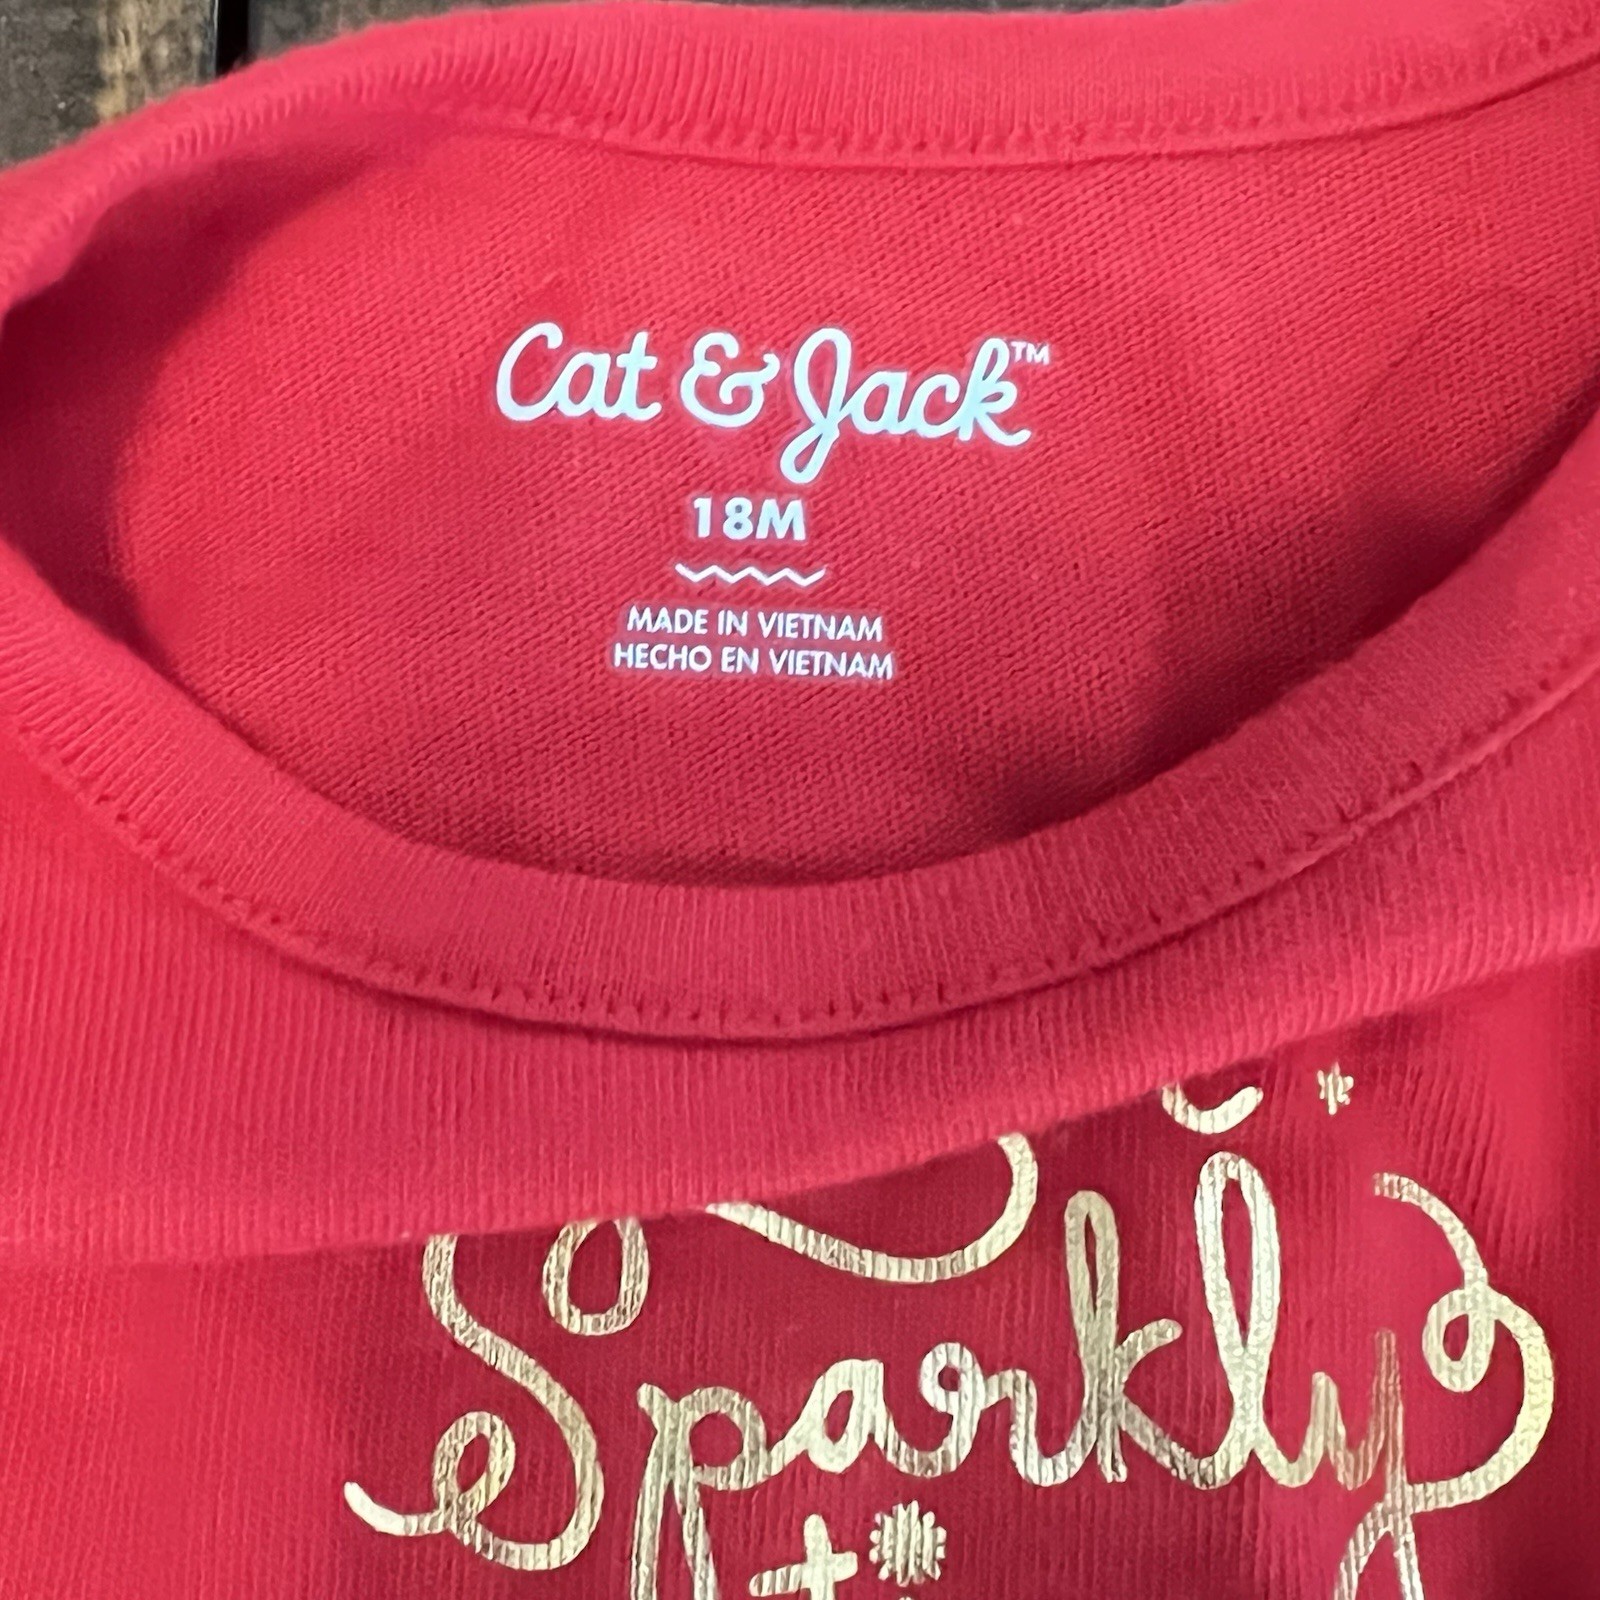 Cat & Jack™
18M
MADE IN VIETNAM
HECHO EN VIETNAM
Sparkly